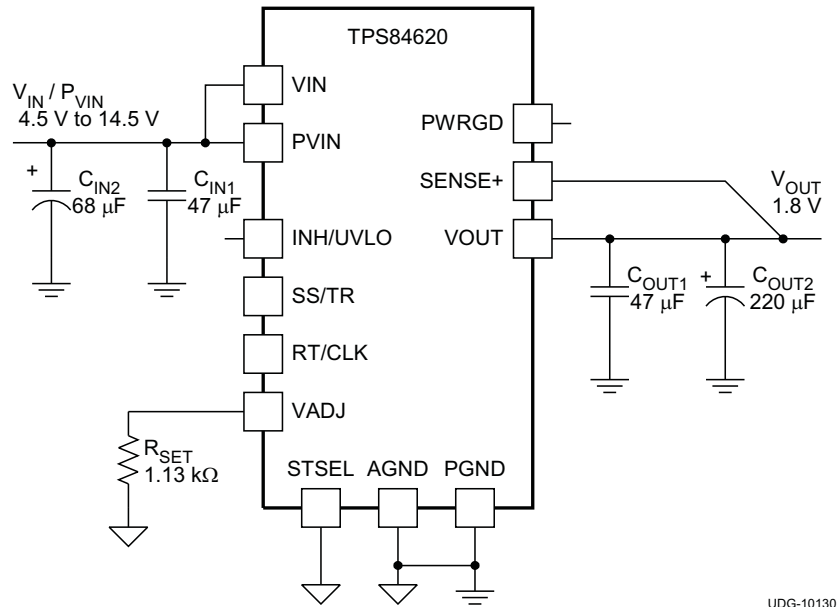 TPS84620
VIN
V_IN / P_VIN
4.5 V to 14.5 V
PVIN
PWRGD
SENSE+
V_OUT
1.8 V
+
C_IN2
68 μF
C_IN1
47 μF
INH/UVLO
VOUT
C_OUT1
47 μF
+
C_OUT2
220 μF
SS/TR
RT/CLK
VADJ
R_SET
1.13 kΩ
STSEL
AGND
PGND
UDG-10130